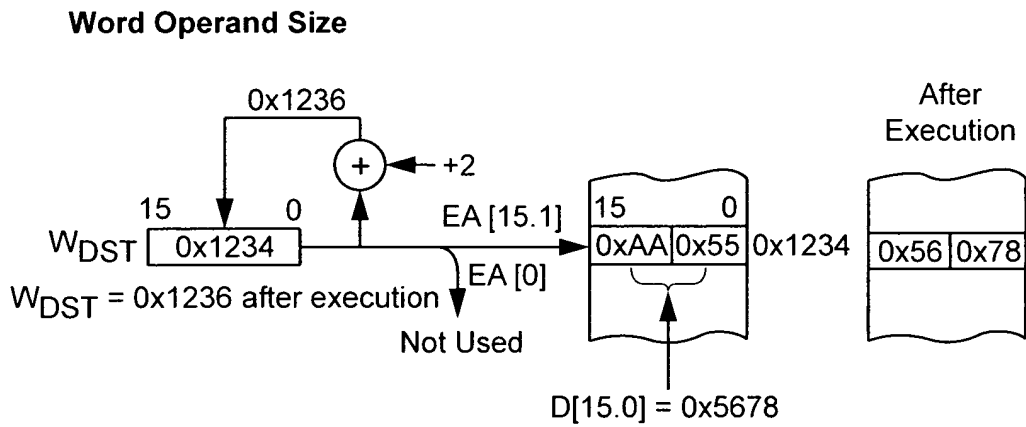 Word Operand Size
0x1236
+
+2
After
Execution
15 0
EA [15.1]
15 0
WDST 0x1234
0xAA 0x55 0x1234
0x56 0x78
EA [0]
WDST = 0x1236 after execution
Not Used
D[15.0] = 0x5678